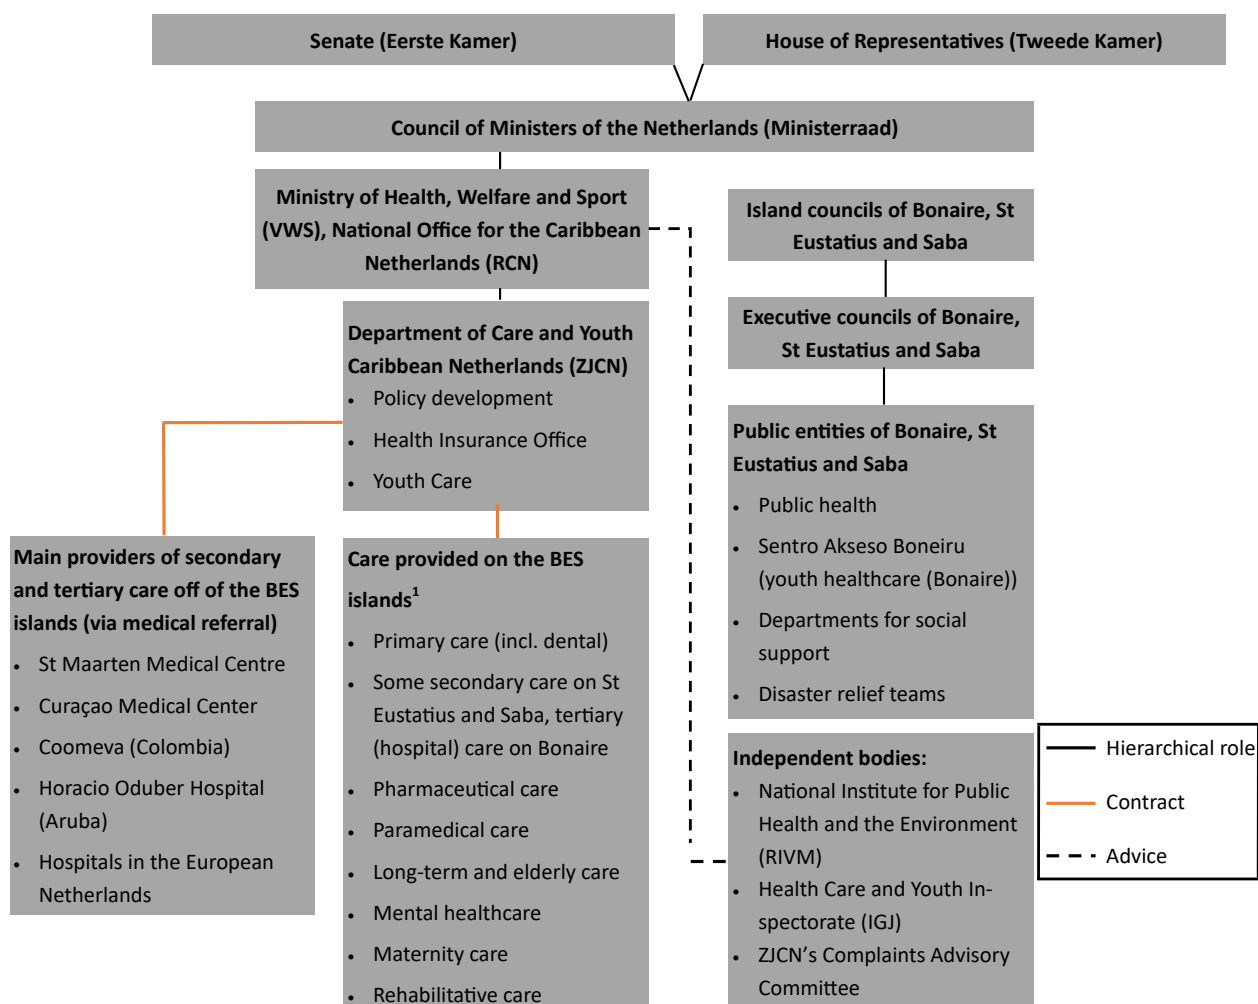 Senate (Eerste Kamer)
House of Representatives (Tweede Kamer)
Council of Ministers of the Netherlands (Ministerraad)
Ministry of Health, Welfare and Sport
(VWS), National Office for the Caribbean
Netherlands (RCN)
Island councils of Bonaire, St
Eustatius and Saba
Executive councils of Bonaire,
St Eustatius and Saba
Department of Care and Youth
Caribbean Netherlands (ZJCN)
• Policy development
• Health Insurance Office
• Youth Care
Public entities of Bonaire, St
Eustatius and Saba
• Public health
• Sentro Akseso Boneiru
(youth healthcare (Bonaire))
• Departments for social
support
• Disaster relief teams
Main providers of secondary
and tertiary care off of the BES
islands (via medical referral)
• St Maarten Medical Centre
• Curaçao Medical Center
• Coomeva (Colombia)
• Horacio Oduber Hospital
(Aruba)
• Hospitals in the European
Netherlands
Care provided on the BES
islands¹
• Primary care (incl. dental)
• Some secondary care on St
Eustatius and Saba, tertiary
(hospital) care on Bonaire
• Pharmaceutical care
• Paramedical care
• Long-term and elderly care
• Mental healthcare
• Maternity care
• Rehabilitative care
Independent bodies:
• National Institute for Public
Health and the Environment
(RIVM)
• Health Care and Youth In-
spectorate (IGJ)
• ZJCN's Complaints Advisory
Committee
Hierarchical role
Contract
Advice